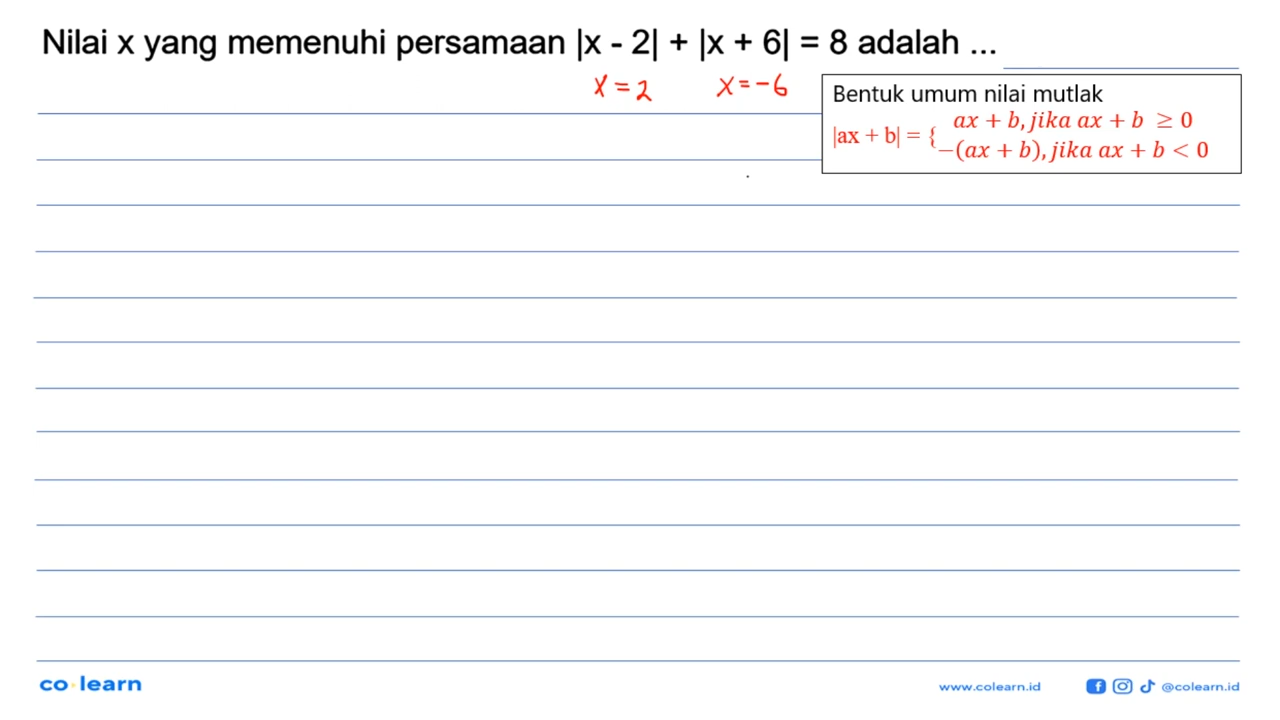 Nilai x yang memenuhi persamaan |x - 2| + |x + 6| = 8 adalah ...
x = 2 x = -6
Bentuk umum nilai mutlak
|ax + b| = { ax + b, jika ax + b ≥ 0
-(ax + b), jika ax + b < 0
co·learn
www.colearn.id @colearn.id